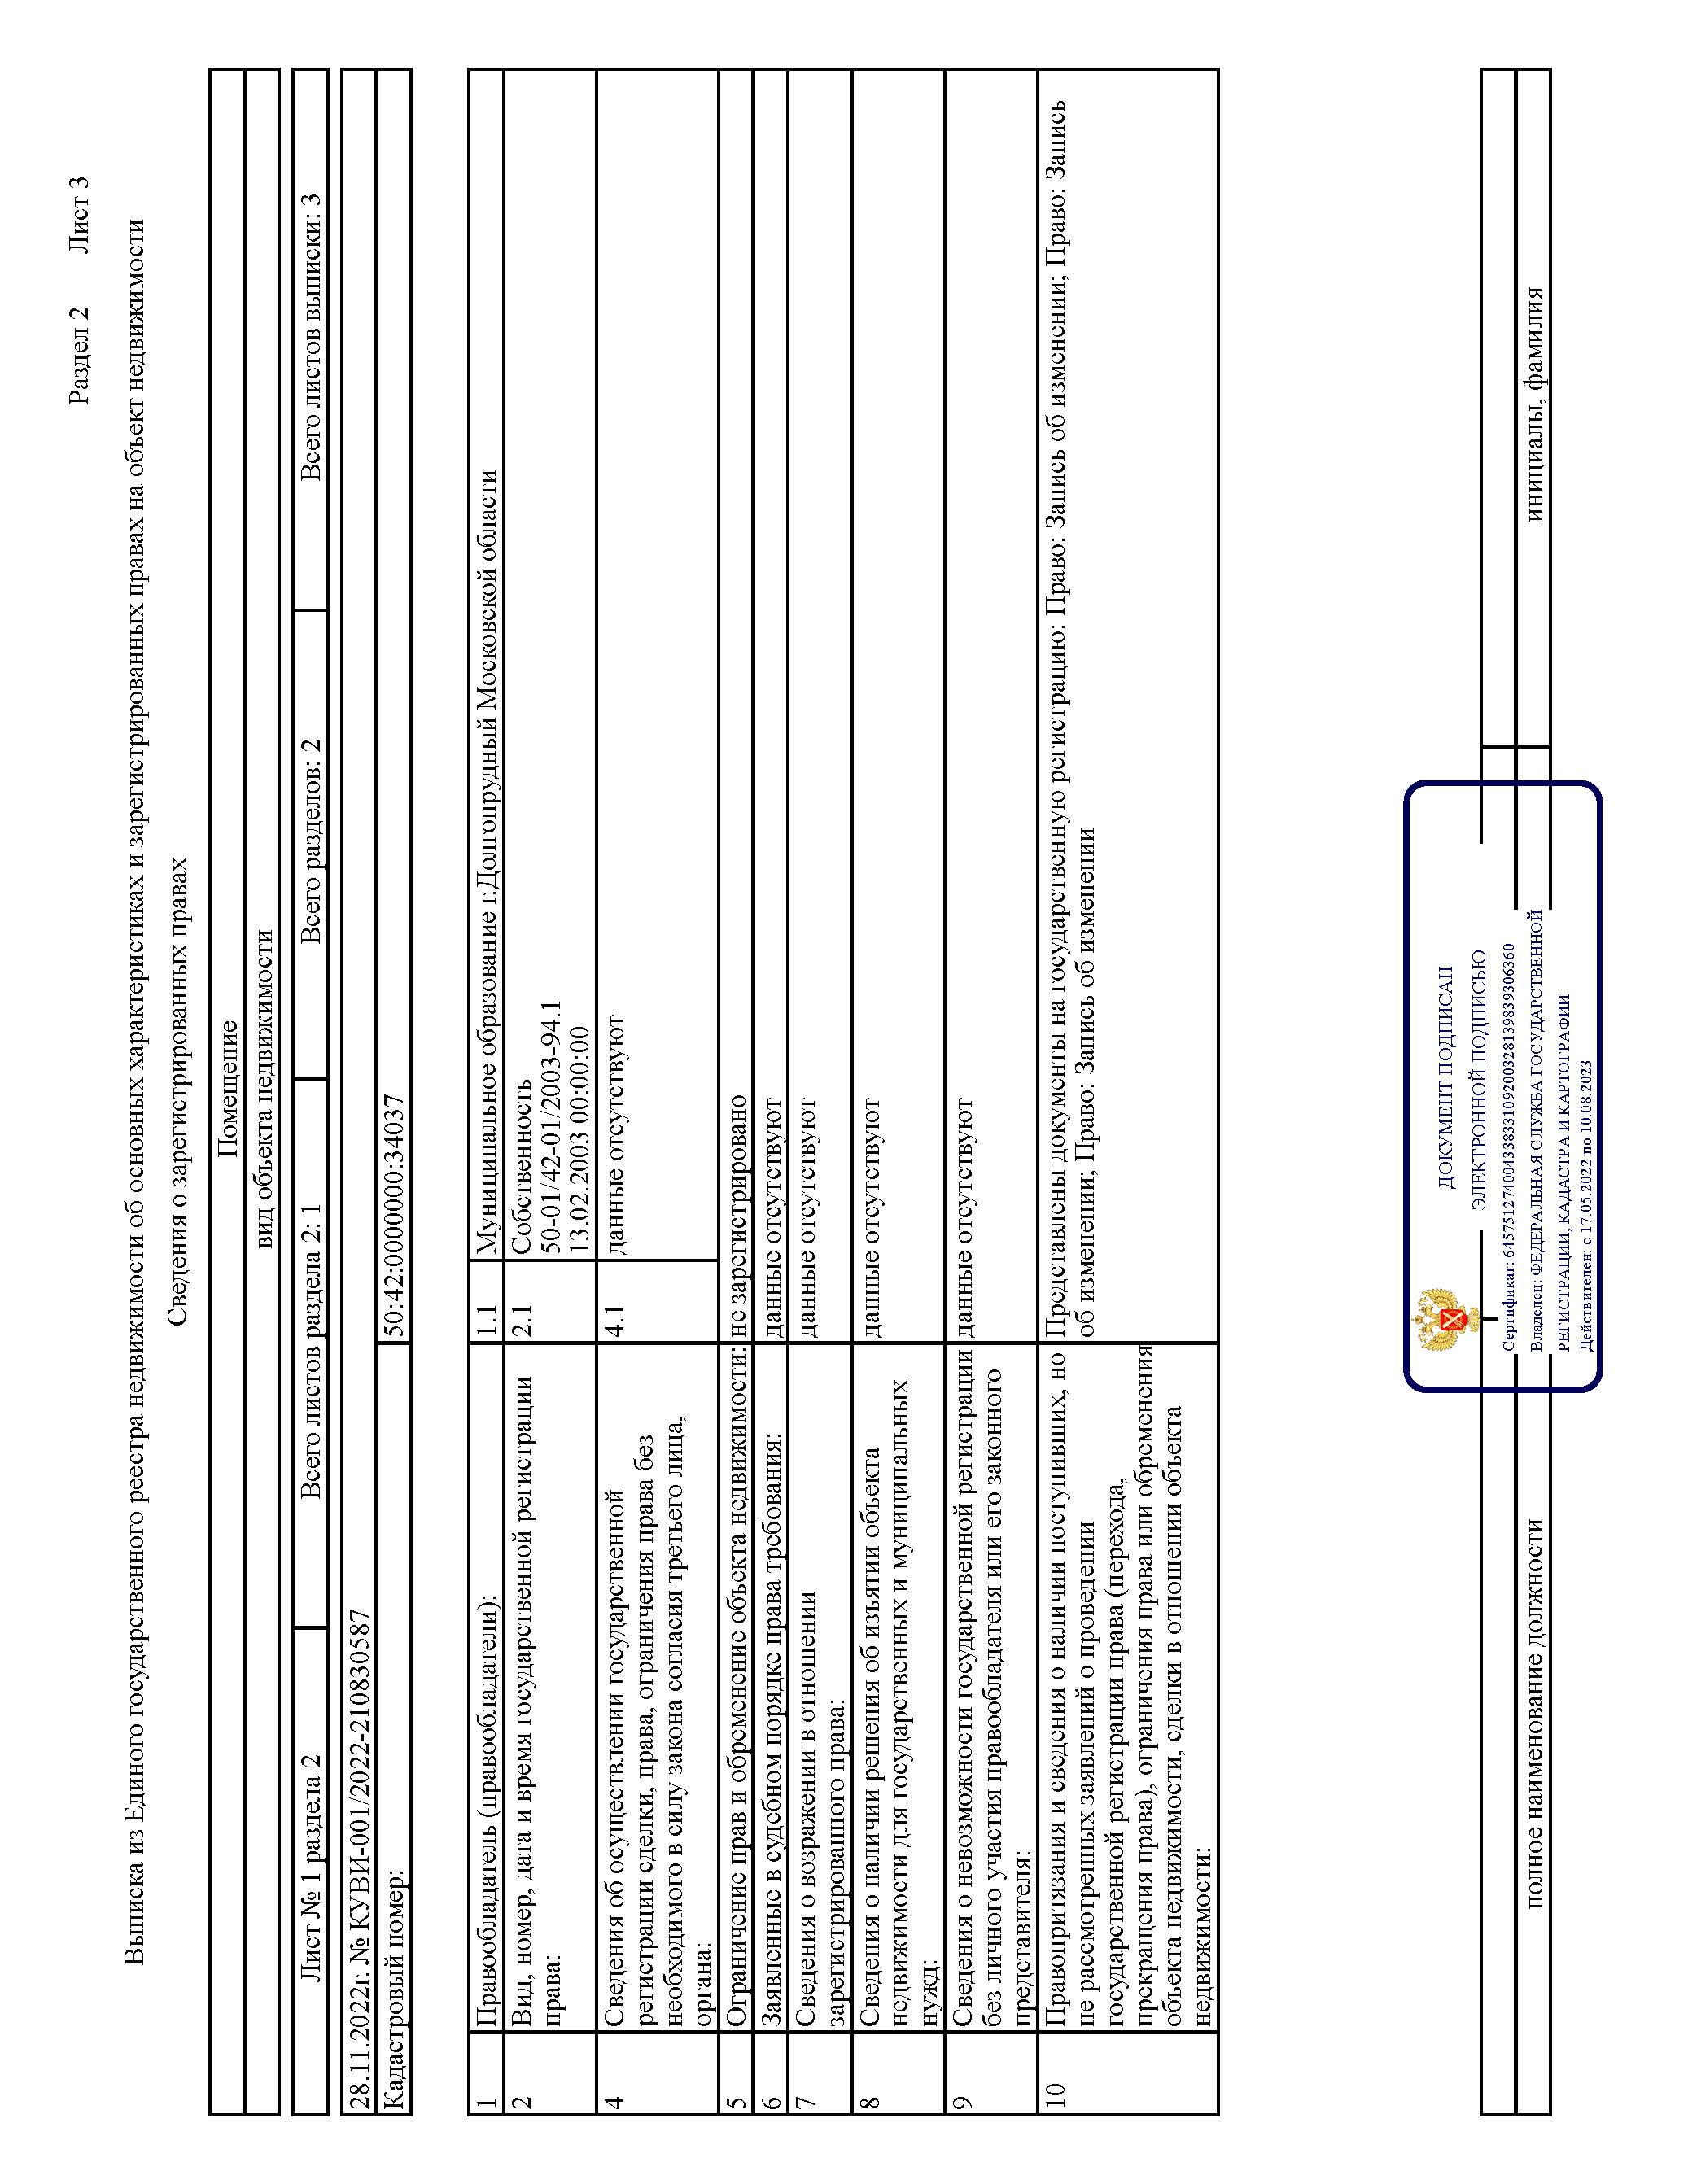 Раздел 2 Лист 3
Выписка из Единого государственного реестра недвижимости об основных характеристиках и зарегистрированных правах на объект недвижимости
Сведения о зарегистрированных правах
Помещение
вид объекта недвижимости
Лист № 1 раздела 2 Всего листов раздела 2: 1 Всего разделов: 2 Всего листов выписки: 3
28.11.2022г. № КУВИ-001/2022-210830587
Кадастровый номер: 50:42:0000000:34037
1 Правообладатель (правообладатели): 1.1 Муниципальное образование г.Долгопрудный Московской области
2 Вид, номер, дата и время государственной регистрации
права:
2.1 Собственность
50-01/42-01/2003-94.1
13.02.2003 00:00:00
4 Сведения об осуществлении государственной
регистрации сделки, права, ограничения права без
необходимого в силу закона согласия третьего лица,
органа:
4.1 данные отсутствуют
5 Ограничение прав и обременение объекта недвижимости: не зарегистрировано
6 Заявленные в судебном порядке права требования: данные отсутствуют
7 Сведения о возражении в отношении
зарегистрированного права:
данные отсутствуют
8 Сведения о наличии решения об изъятии объекта
недвижимости для государственных и муниципальных
нужд:
данные отсутствуют
9 Сведения о невозможности государственной регистрации
без личного участия правообладателя или его законного
представителя:
данные отсутствуют
10 Правопритязания и сведения о наличии поступивших, но
не рассмотренных заявлений о проведении
государственной регистрации права (перехода,
прекращения права), ограничения права или обременения
объекта недвижимости, сделки в отношении объекта
недвижимости:
Представлены документы на государственную регистрацию: Право: Запись об изменении; Право: Запись
об изменении; Право: Запись об изменении
ДОКУМЕНТ ПОДПИСАН
ЭЛЕКТРОННОЙ ПОДПИСЬЮ
Сертификат: 645751274004338331092003281398393​06360
Владелец: ФЕДЕРАЛЬНАЯ СЛУЖБА ГОСУДАРСТВЕННОЙ
РЕГИСТРАЦИИ, КАДАСТРА И КАРТОГРАФИИ
Действителен: с 17.05.2022 по 10.08.2023
полное наименование должности инициалы, фамилия